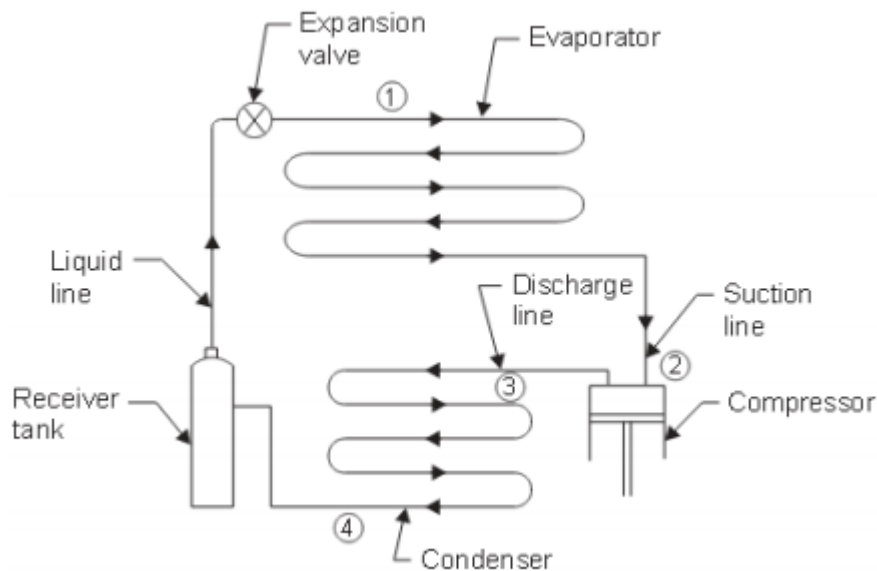 Expansion
valve
Evaporator
①
Liquid
line
Discharge
line
Suction
line
②
③
Receiver
tank
Compressor
④
Condenser